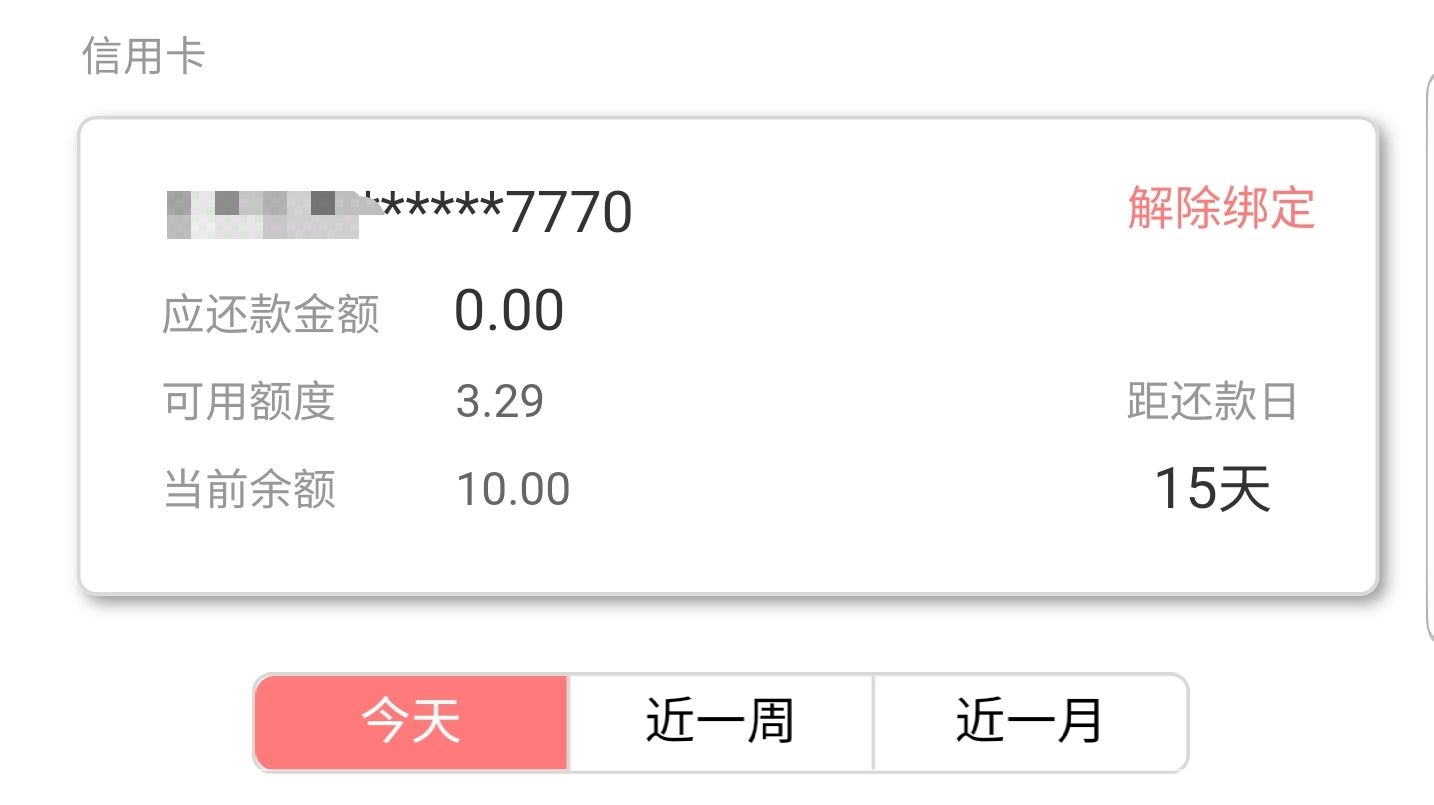 信用卡
******7770
解除绑定
应还款金额 0.00
可用额度 3.29
距还款日
当前余额 10.00
15天
今天 近一周 近一月